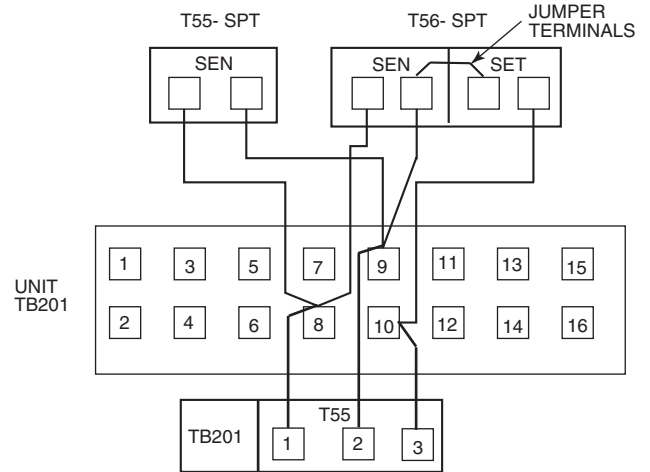 T55- SPT
T56- SPT
JUMPER
TERMINALS
SEN
SEN
SET
UNIT
TB201
1 3 5 7 9 11 13 15
2 4 6 8 10 12 14 16
TB201
T55
1 2 3